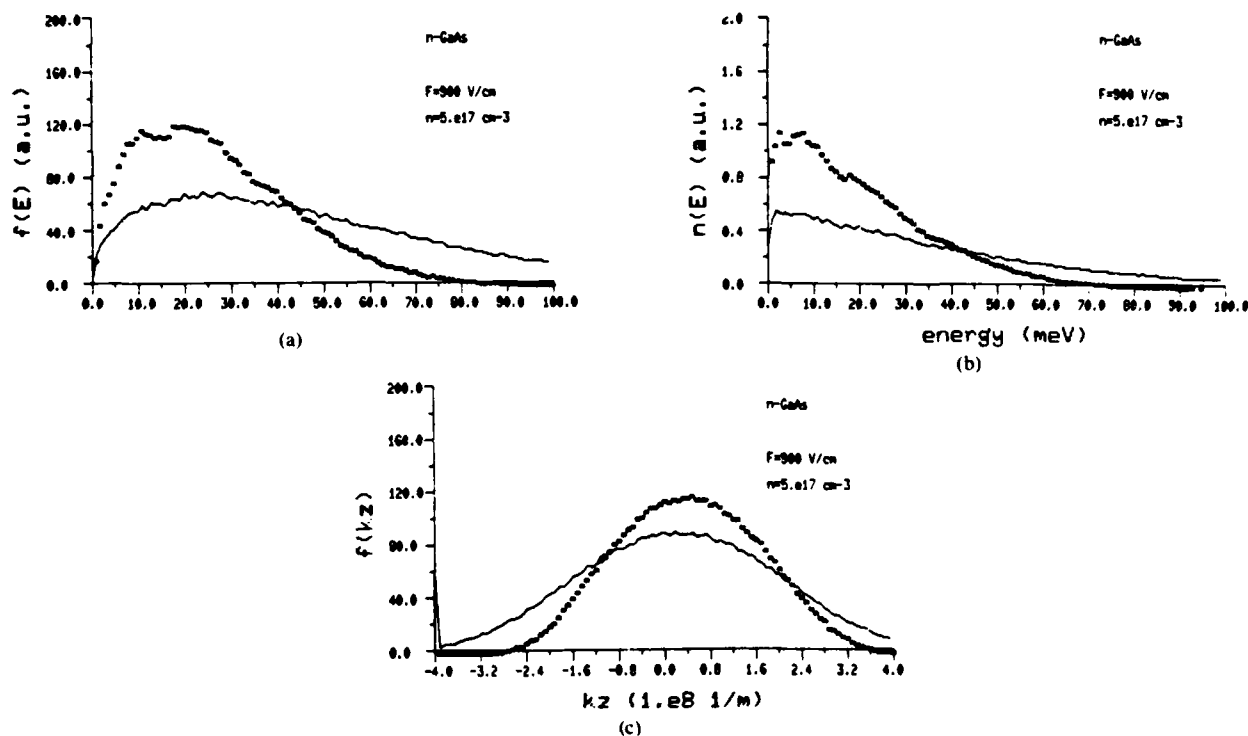 200.0
160.0
120.0
80.0
40.0
0.0
f(E) (a.u.)
n-GaAs
F=900 V/cm
n=5.e17 cm-3
0.0 10.0 20.0 30.0 40.0 50.0 60.0 70.0 80.0 90.0 100.0
(a)
2.0
1.6
1.2
0.8
0.4
0.0
n(E) (a.u.)
n-GaAs
F=900 V/cm
n=5.e17 cm-3
0.0 10.0 20.0 30.0 40.0 50.0 60.0 70.0 80.0 90.0 100.0
energy (meV)
(b)
200.0
160.0
120.0
80.0
40.0
0.0
f(kz)
n-GaAs
F=900 V/cm
n=5.e17 cm-3
-4.0 -3.2 -2.4 -1.6 -0.8 0.0 0.8 1.6 2.4 3.2 4.0
kz (1.e8 1/m)
(c)